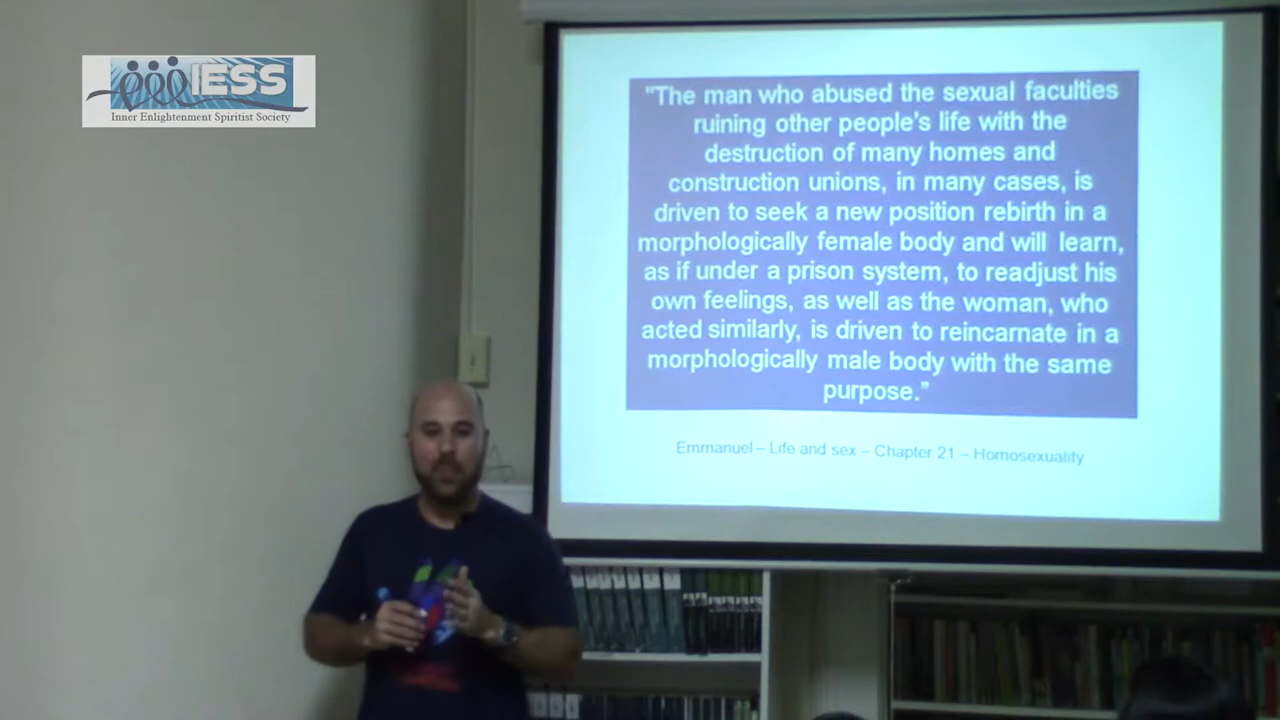 IESS
Inner Enlightenment Spiritist Society
"The man who abused the sexual faculties
ruining other people's life with the
destruction of many homes and
construction unions, in many cases, is
driven to seek a new position rebirth in a
morphologically female body and will learn,
as if under a prison system, to readjust his
own feelings, as well as the woman, who
acted similarly, is driven to reincarnate in a
morphologically male body with the same
purpose.”
Emmanuel – Life and sex – Chapter 21 – Homosexuality